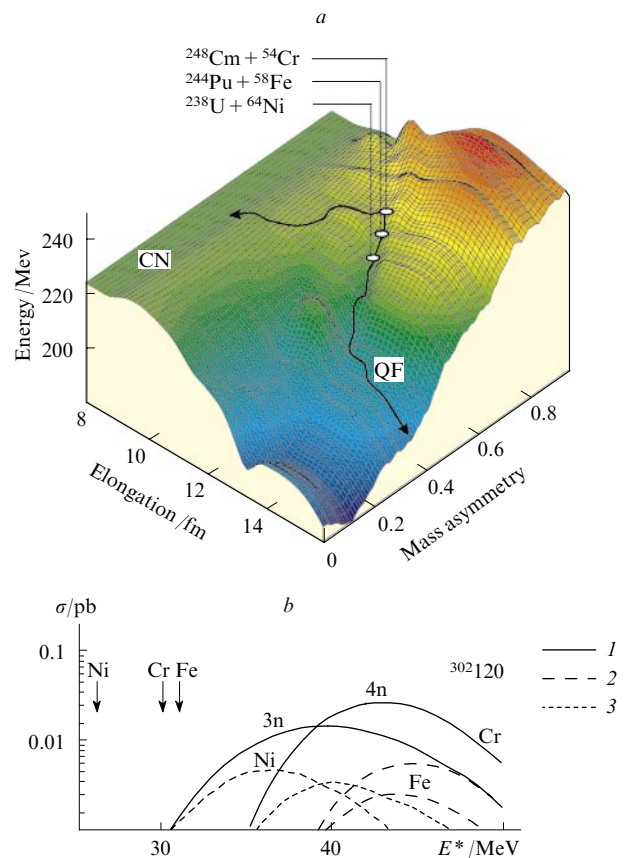 a
²⁴⁸Cm + ⁵⁴Cr
²⁴⁴Pu + ⁵⁸Fe
²³⁸U + ⁶⁴Ni
Energy /Mev
240
220
200
CN
QF
8
10
12
14
Elongation /fm
0
0.2
0.4
0.6
0.8
Mass asymmetry
b
σ/pb
0.1
0.01
Ni
Cr Fe
3n
4n
Ni
Fe
Cr
³⁰²120
1
2
3
30
40
E* /MeV